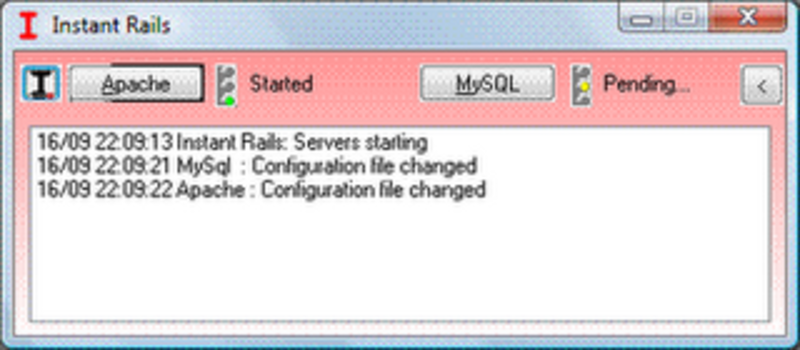 Instant Rails
Apache Started MySQL Pending... <
16/09 22:09:13 Instant Rails: Servers starting
16/09 22:09:21 MySql : Configuration file changed
16/09 22:09:22 Apache : Configuration file changed